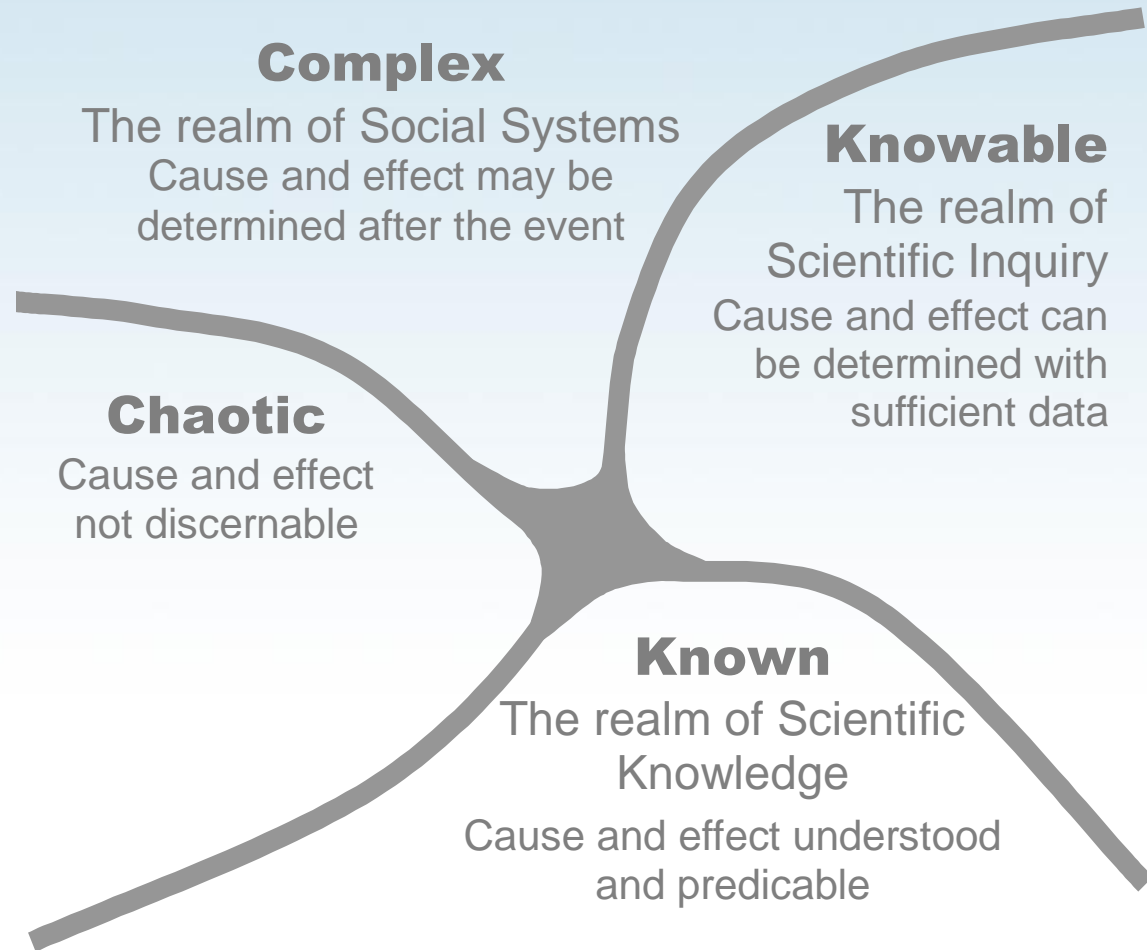 Complex
The realm of Social Systems
Cause and effect may be
determined after the event
Knowable
The realm of
Scientific Inquiry
Cause and effect can
be determined with
sufficient data
Chaotic
Cause and effect
not discernable
Known
The realm of Scientific
Knowledge
Cause and effect understood
and predicable